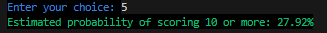 Enter your choice: 5
Estimated probability of scoring 10 or more: 27.92%